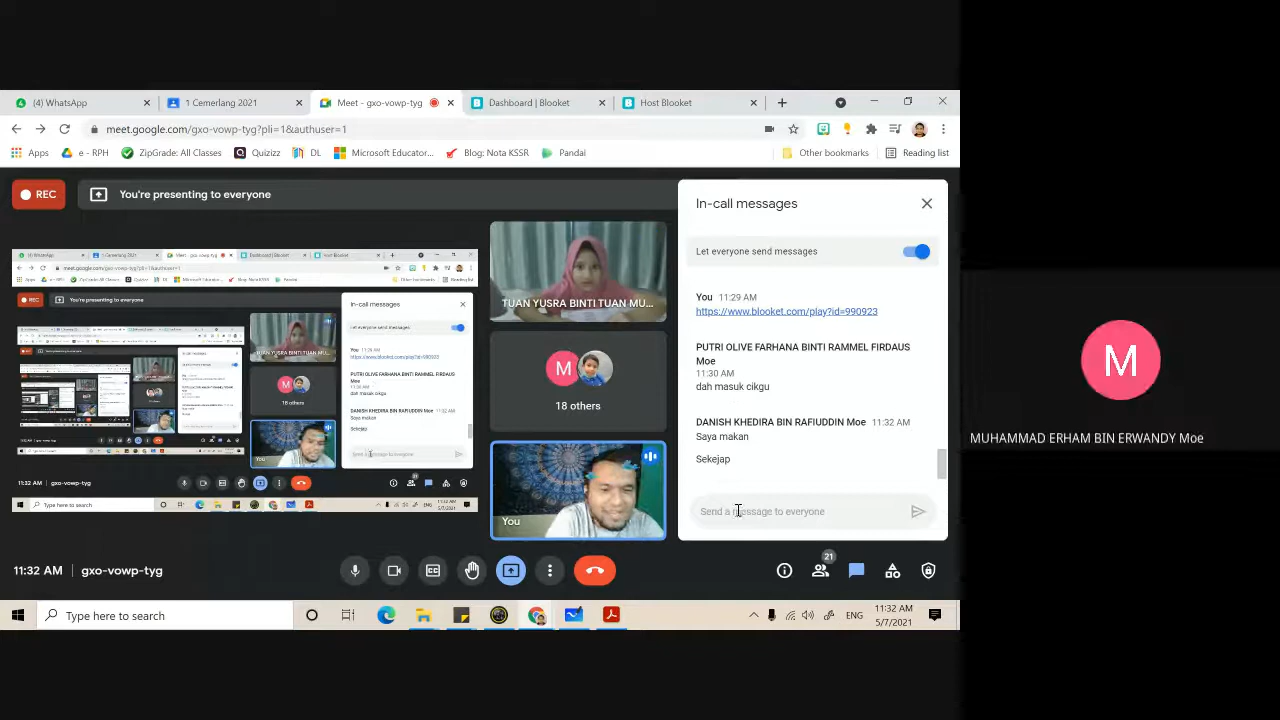 (4) WhatsApp
1 Cemerlang 2021
Meet - gxo-vowp-tyg
Dashboard | Blooket
Host Blooket
meet.google.com/gxo-vowp-tyg?pli=1&authuser=1
Apps
e - RPH
ZipGrade: All Classes
Quizizz
DL
Microsoft Educator...
Blog: Nota KSSR
Pandai
Other bookmarks
Reading list
REC
You're presenting to everyone
In-call messages
Let everyone send messages
You 11:29 AM
https://www.blooket.com/play?id=990923
PUTRI OLIVE FARHANA BINTI RAMMEL FIRDAUS
Moe
11:30 AM
dah masuk cikgu
DANISH KHEDIRA BIN RAFIUDDIN Moe 11:32 AM
Saya makan
Sekejap
Send a message to everyone
TUAN YUSRA BINTI TUAN MU...
M
18 others
You
M
MUHAMMAD ERHAM BIN ERWANDY Moe
11:32 AM | gxo-vowp-tyg
21
Type here to search
ENG
11:32 AM
5/7/2021